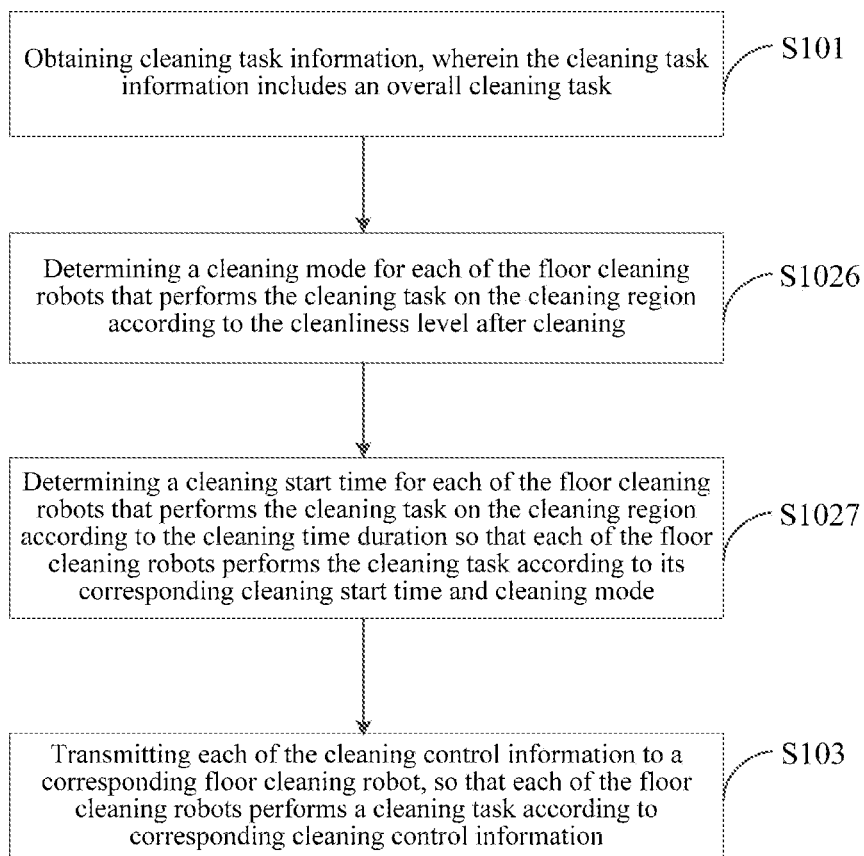 Obtaining cleaning task information, wherein the cleaning task
information includes an overall cleaning task
S101
Determining a cleaning mode for each of the floor cleaning
robots that performs the cleaning task on the cleaning region
according to the cleanliness level after cleaning
S1026
Determining a cleaning start time for each of the floor cleaning
robots that performs the cleaning task on the cleaning region
according to the cleaning time duration so that each of the floor
cleaning robots performs the cleaning task according to its
corresponding cleaning start time and cleaning mode
S1027
Transmitting each of the cleaning control information to a
corresponding floor cleaning robot, so that each of the floor
cleaning robots performs a cleaning task according to
corresponding cleaning control information
S103